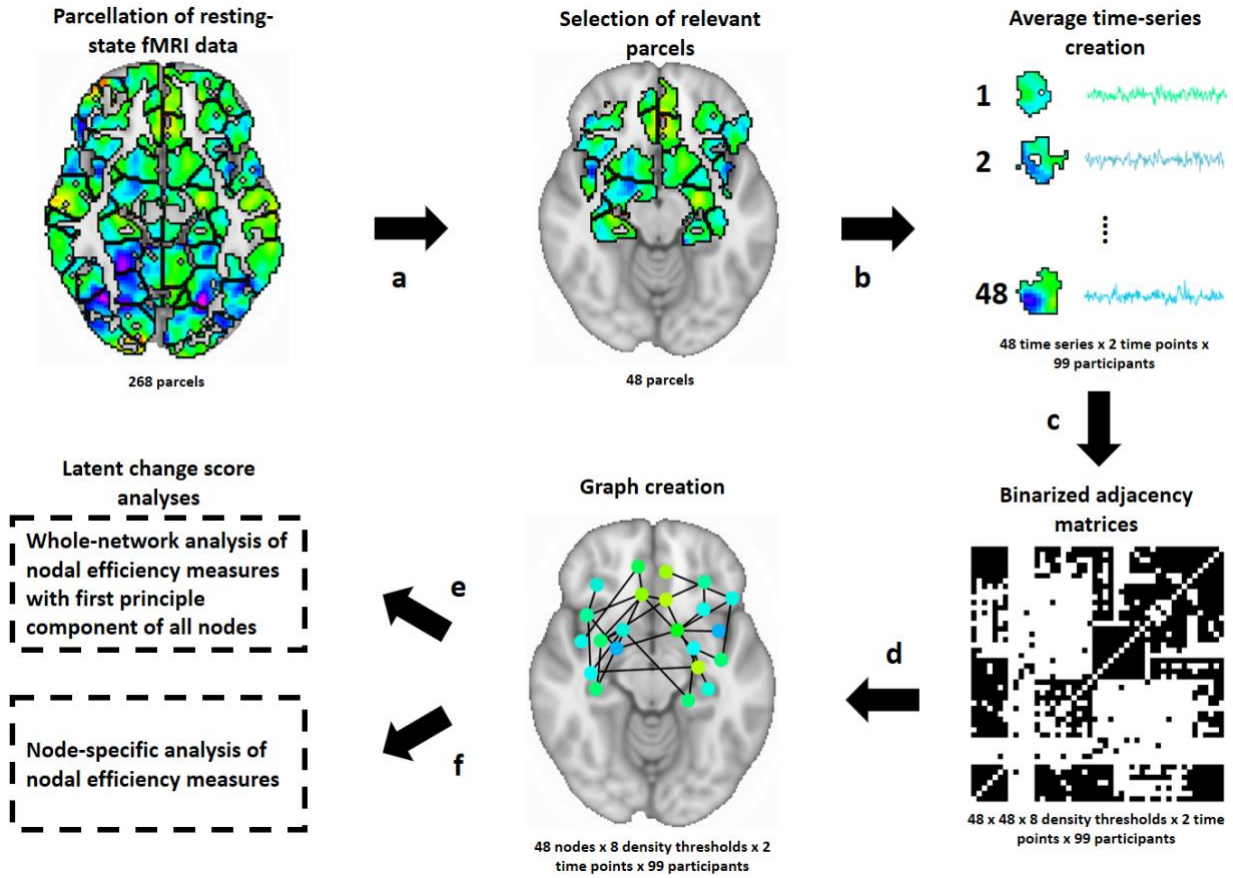 Parcellation of resting-
state fMRI data
268 parcels
a
Selection of relevant
parcels
48 parcels
b
Average time-series
creation
1
2
48
48 time series x 2 time points x
99 participants
c
Binarized adjacency
matrices
48 x 48 x 8 density thresholds x 2 time
points x 99 participants
d
Graph creation
48 nodes x 8 density thresholds x 2
time points x 99 participants
e
f
Latent change score
analyses
Whole-network analysis of
nodal efficiency measures
with first principle
component of all nodes
Node-specific analysis of
nodal efficiency measures